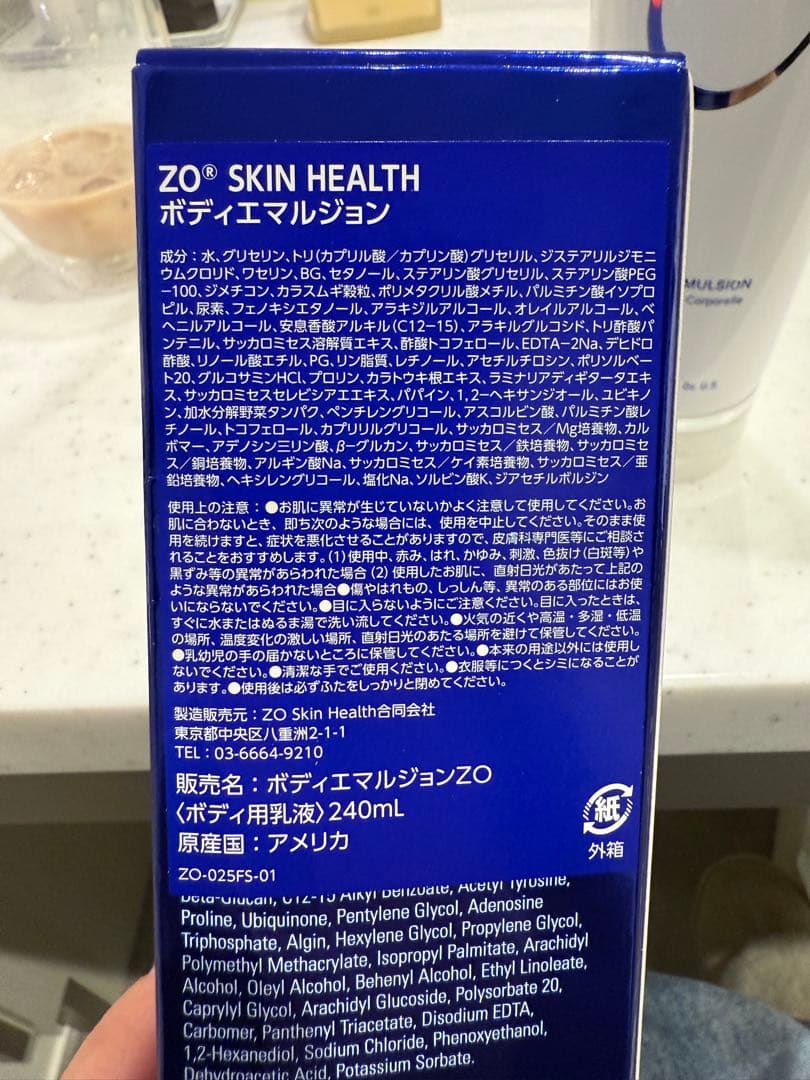 ZO® SKIN HEALTH
ボディエマルジョン
成分：水、グリセリン、トリ(カプリル酸／カプリン酸)グリセリル、ジステアリルジモニ
ウムクロリド、ワセリン、BG、セタノール、ステアリン酸グリセリル、ステアリン酸PEG
－100、ジメチコン、カラスムギ穀粒、ポリメタクリル酸メチル、パルミチン酸イソプロ
ピル、尿素、フェノキシエタノール、アラキジルアルコール、オレイルアルコール、ベ
ヘニルアルコール、安息香酸アルキル(C12－15)、アラキルグルコシド、トリ酢酸パ
ンテニル、サッカロミセス溶解質エキス、酢酸トコフェロール、EDTA－2Na、デヒドロ
酢酸、リノール酸エチル、PG、リン脂質、レチノール、アセチルチロシン、ポリソルベー
ト20、グルコサミンHCl、プロリン、カラトウキ根エキス、ラミナリアディギタータエキ
ス、サッカロミセスセレビシアエエキス、パパイン、1,2－ヘキサンジオール、ユビキノ
ン、加水分解野菜タンパク、ペンチレングリコール、アスコルビン酸、パルミチン酸レ
チノール、トコフェロール、カプリリルグリコール、サッカロミセス／Mg培養物、カル
ボマー、アデノシン三リン酸、β－グルカン、サッカロミセス／鉄培養物、サッカロミセ
ス／銅培養物、アルギン酸Na、サッカロミセス／ケイ素培養物、サッカロミセス／亜
鉛培養物、ヘキシレングリコール、塩化Na、ソルビン酸K、ジアセチルボルジン
使用上の注意：●お肌に異常が生じていないかよく注意して使用してください。お
肌に合わないとき、即ち次のような場合には、使用を中止してください。そのまま使
用を続けますと、症状を悪化させることがありますので、皮膚科専門医等にご相談さ
れることをおすすめします。(1)使用中、赤み、はれ、かゆみ、刺激、色抜け(白斑等)や
黒ずみ等の異常があらわれた場合(2)使用したお肌に、直射日光があたって上記の
ような異常があらわれた場合●傷やはれもの、しっしん等、異常のある部位にはお使
いにならないでください。●目に入らないようにご注意ください。目に入ったときは、
すぐに水またはぬるま湯で洗い流してください。●火気の近くや高温・多湿・低温
の場所、温度変化の激しい場所、直射日光のあたる場所を避けて保管してください。
●乳幼児の手の届かないところに保管してください。●本来の用途以外には使用し
ないでください。●清潔な手でご使用ください。●衣服等につくとシミになることが
あります。●使用後は必ずふたをしっかりと閉めてください。
製造販売元：ZO Skin Health合同会社
東京都中央区八重洲2-1-1
TEL：03-6664-9210
販売名：ボディエマルジョンZO
〈ボディ用乳液〉240mL
原産国：アメリカ
紙
外箱
ZO-025FS-01
Beta-Glucan, C12-15 Alkyl Benzoate, Acetyl Tyrosine,
Proline, Ubiquinone, Pentylene Glycol, Adenosine
Triphosphate, Algin, Hexylene Glycol, Propylene Glycol,
Polymethyl Methacrylate, Isopropyl Palmitate, Arachidyl
Alcohol, Oleyl Alcohol, Behenyl Alcohol, Ethyl Linoleate,
Caprylyl Glycol, Arachidyl Glucoside, Polysorbate 20,
Carbomer, Panthenyl Triacetate, Disodium EDTA,
1,2-Hexanediol, Sodium Chloride, Phenoxyethanol,
Dehydroacetic Acid, Potassium Sorbate.
MULSION
Corporelle